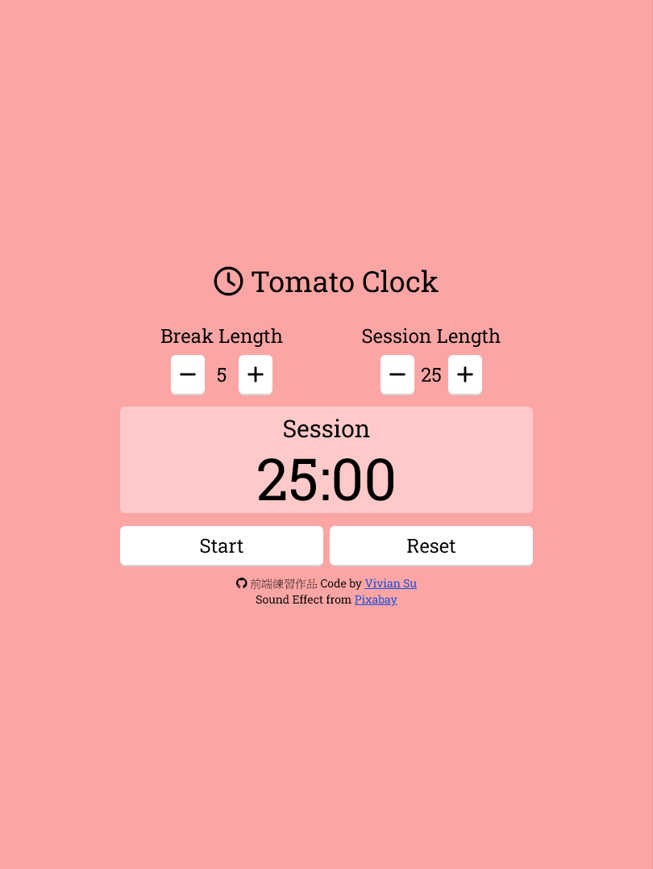 Tomato Clock
Break Length
Session Length
5
25
Session
25:00
Start
Reset
前端練習作品 Code by Vivian Su
Sound Effect from Pixabay